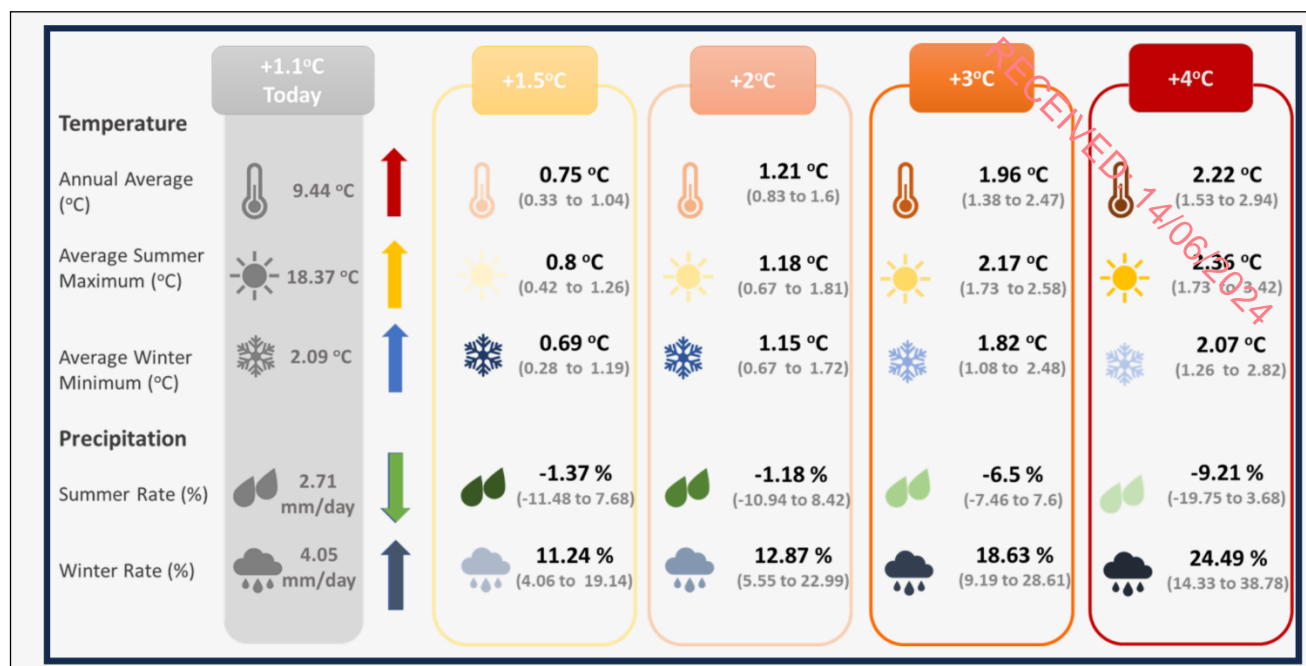 +1.1°C
Today
+1.5°C
+2°C
+3°C
+4°C
Temperature
Annual Average
(°C)
9.44 °C
0.75 °C
(0.33 to 1.04)
1.21 °C
(0.83 to 1.6)
1.96 °C
(1.38 to 2.47)
2.22 °C
(1.53 to 2.94)
Average Summer
Maximum (°C)
18.37 °C
0.8 °C
(0.42 to 1.26)
1.18 °C
(0.67 to 1.81)
2.17 °C
(1.73 to 2.58)
2.36 °C
(1.73 to 3.42)
Average Winter
Minimum (°C)
2.09 °C
0.69 °C
(0.28 to 1.19)
1.15 °C
(0.67 to 1.72)
1.82 °C
(1.08 to 2.48)
2.07 °C
(1.26 to 2.82)
Precipitation
Summer Rate (%)
2.71
mm/day
-1.37 %
(-11.48 to 7.68)
-1.18 %
(-10.94 to 8.42)
-6.5 %
(-7.46 to 7.6)
-9.21 %
(-19.75 to 3.68)
Winter Rate (%)
4.05
mm/day
11.24 %
(4.06 to 19.14)
12.87 %
(5.55 to 22.99)
18.63 %
(9.19 to 28.61)
24.49 %
(14.33 to 38.78)
RECEIVED: 14/06/2024